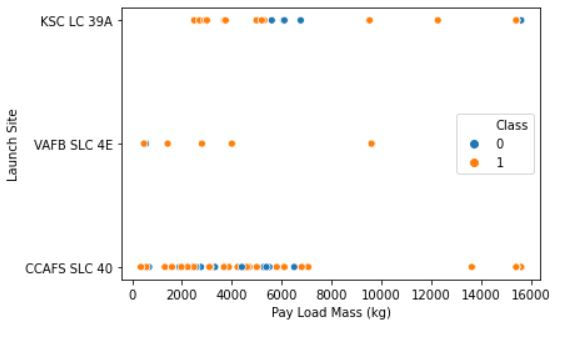 KSC LC 39A
VAFB SLC 4E
CCAFS SLC 40
Launch Site
Class
0
1
0 2000 4000 6000 8000 10000 12000 14000 16000
Pay Load Mass (kg)